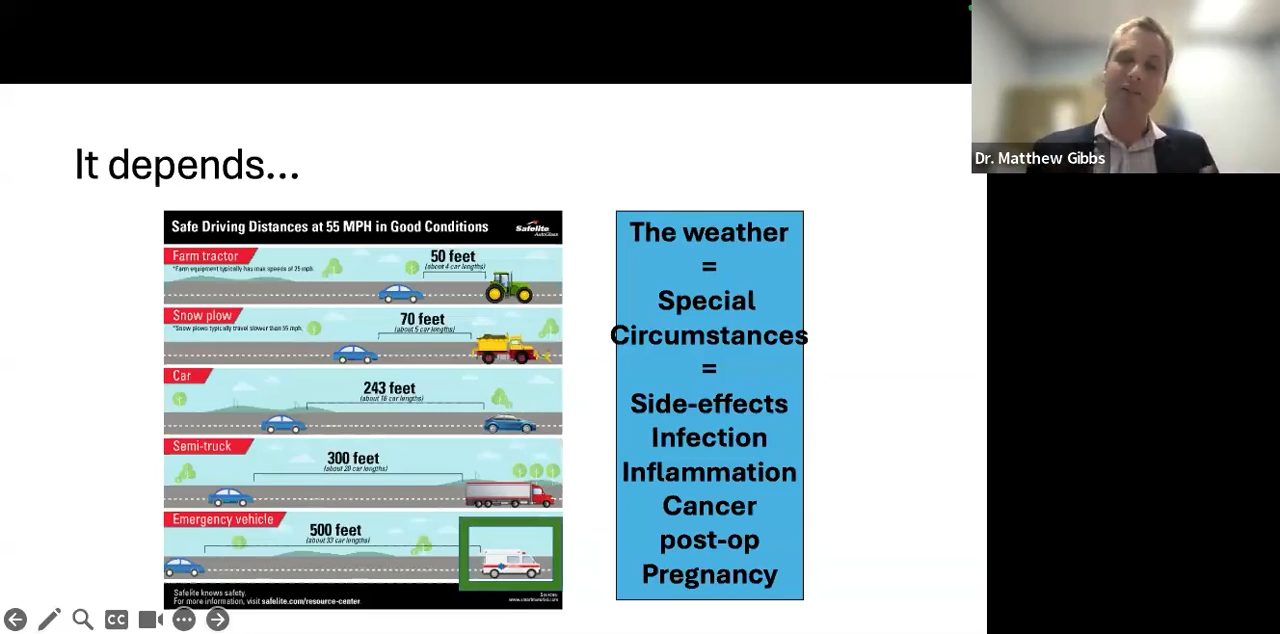 It depends...
Safe Driving Distances at 55 MPH in Good Conditions
Safelite
AutoGlass
Farm tractor
*Farm equipment typically has max speeds of 25 mph.
50 feet
(about 4 car lengths)
Snow plow
*Snow plows typically travel slower than 55 mph.
70 feet
(about 5 car lengths)
Car
243 feet
(about 16 car lengths)
Semi-truck
300 feet
(about 20 car lengths)
Emergency vehicle
500 feet
(about 33 car lengths)
Safelite knows safety.
For more information, visit safelite.com/resource-center
The weather
=
Special
Circumstances
=
Side-effects
Infection
Inflammation
Cancer
post-op
Pregnancy
Dr. Matthew Gibbs
CC